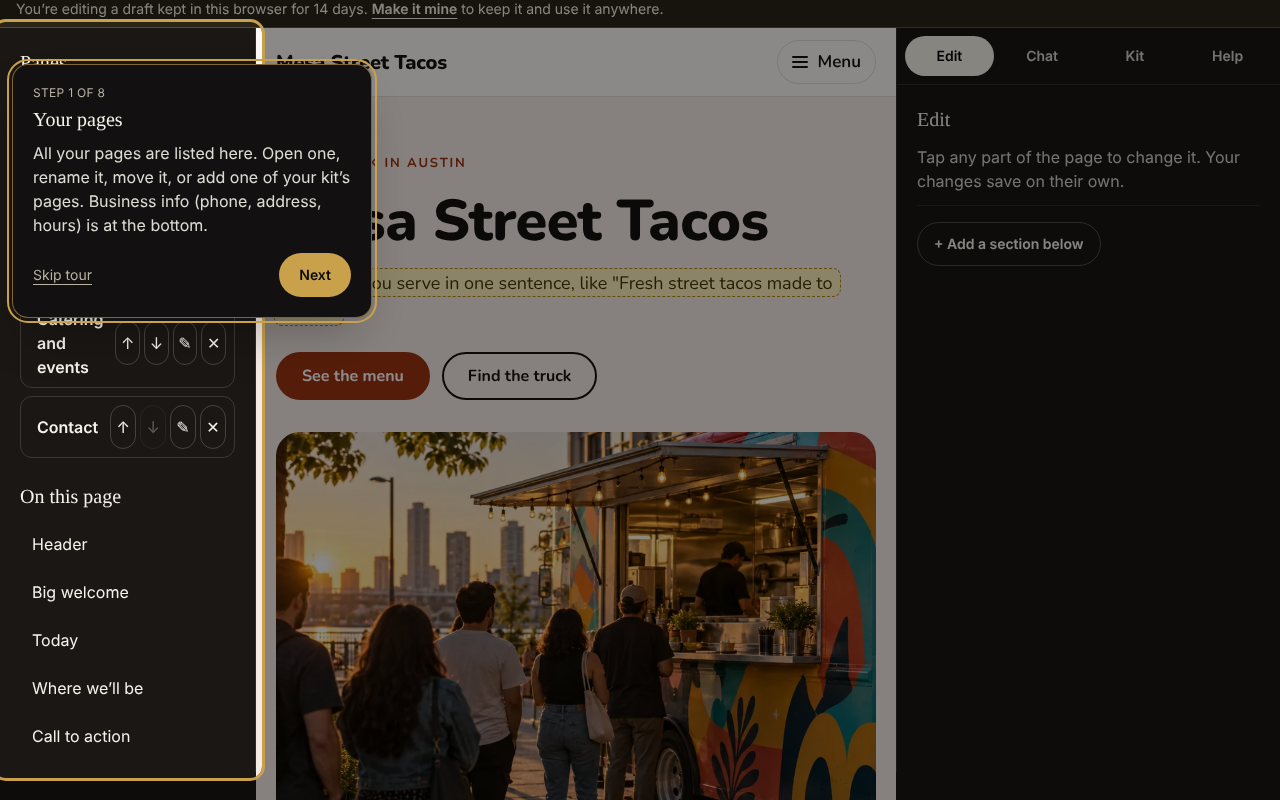 You’re editing a draft kept in this browser for 14 days. Make it mine to keep it and use it anywhere.
Pages
STEP 1 OF 8
Your pages
All your pages are listed here. Open one,
rename it, move it, or add one of your kit’s
pages. Business info (phone, address,
hours) is at the bottom.
Skip tour
Next
Catering
and
events
Contact
On this page
Header
Big welcome
Today
Where we’ll be
Call to action
Mesa Street Tacos
Menu
IN AUSTIN
Street Tacos
you serve in one sentence, like "Fresh street tacos made to
See the menu
Find the truck
Edit
Chat
Kit
Help
Edit
Tap any part of the page to change it. Your
changes save on their own.
+ Add a section below